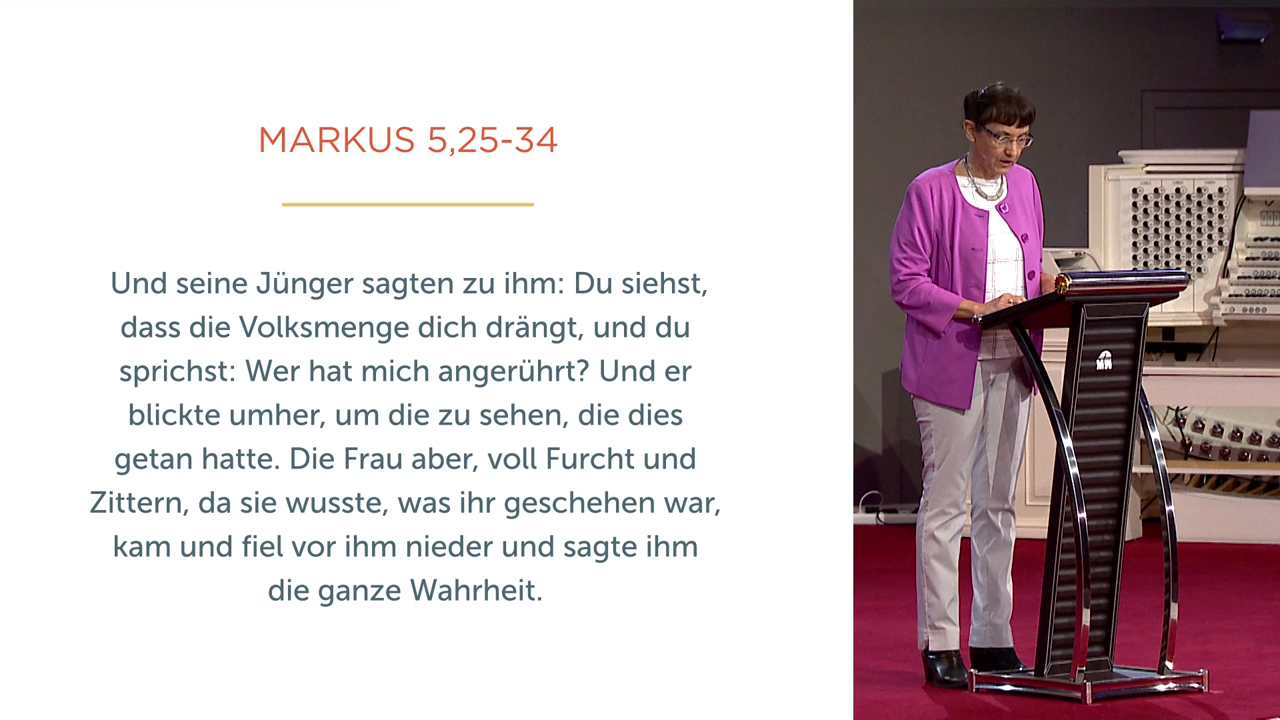 MARKUS 5,25-34
Und seine Jünger sagten zu ihm: Du siehst,
dass die Volksmenge dich drängt, und du
sprichst: Wer hat mich angerührt? Und er
blickte umher, um die zu sehen, die dies
getan hatte. Die Frau aber, voll Furcht und
Zittern, da sie wusste, was ihr geschehen war,
kam und fiel vor ihm nieder und sagte ihm
die ganze Wahrheit.